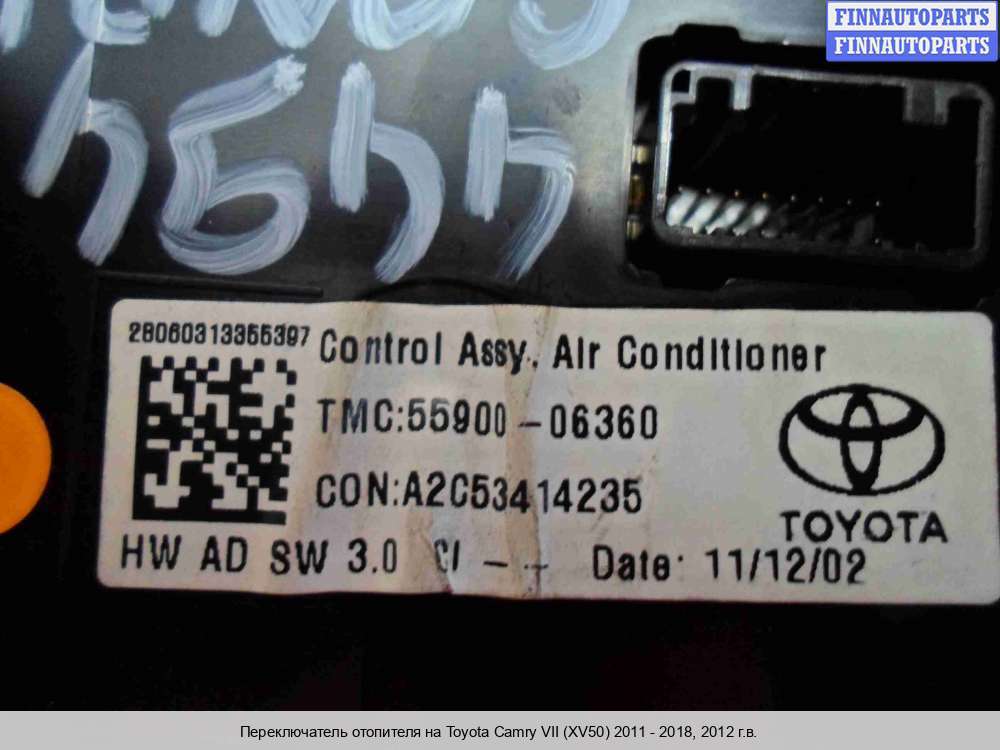 FINNAUTOPARTS
FINNAUTOPARTS
28060313355397
Control Assy. Air Conditioner
TMC:55900-06360
CON:A2C53414235
TOYOTA
HW AD SW 3.0 CI - - Date: 11/12/02
Переключатель отопителя на Toyota Camry VII (XV50) 2011 - 2018, 2012 г.в.